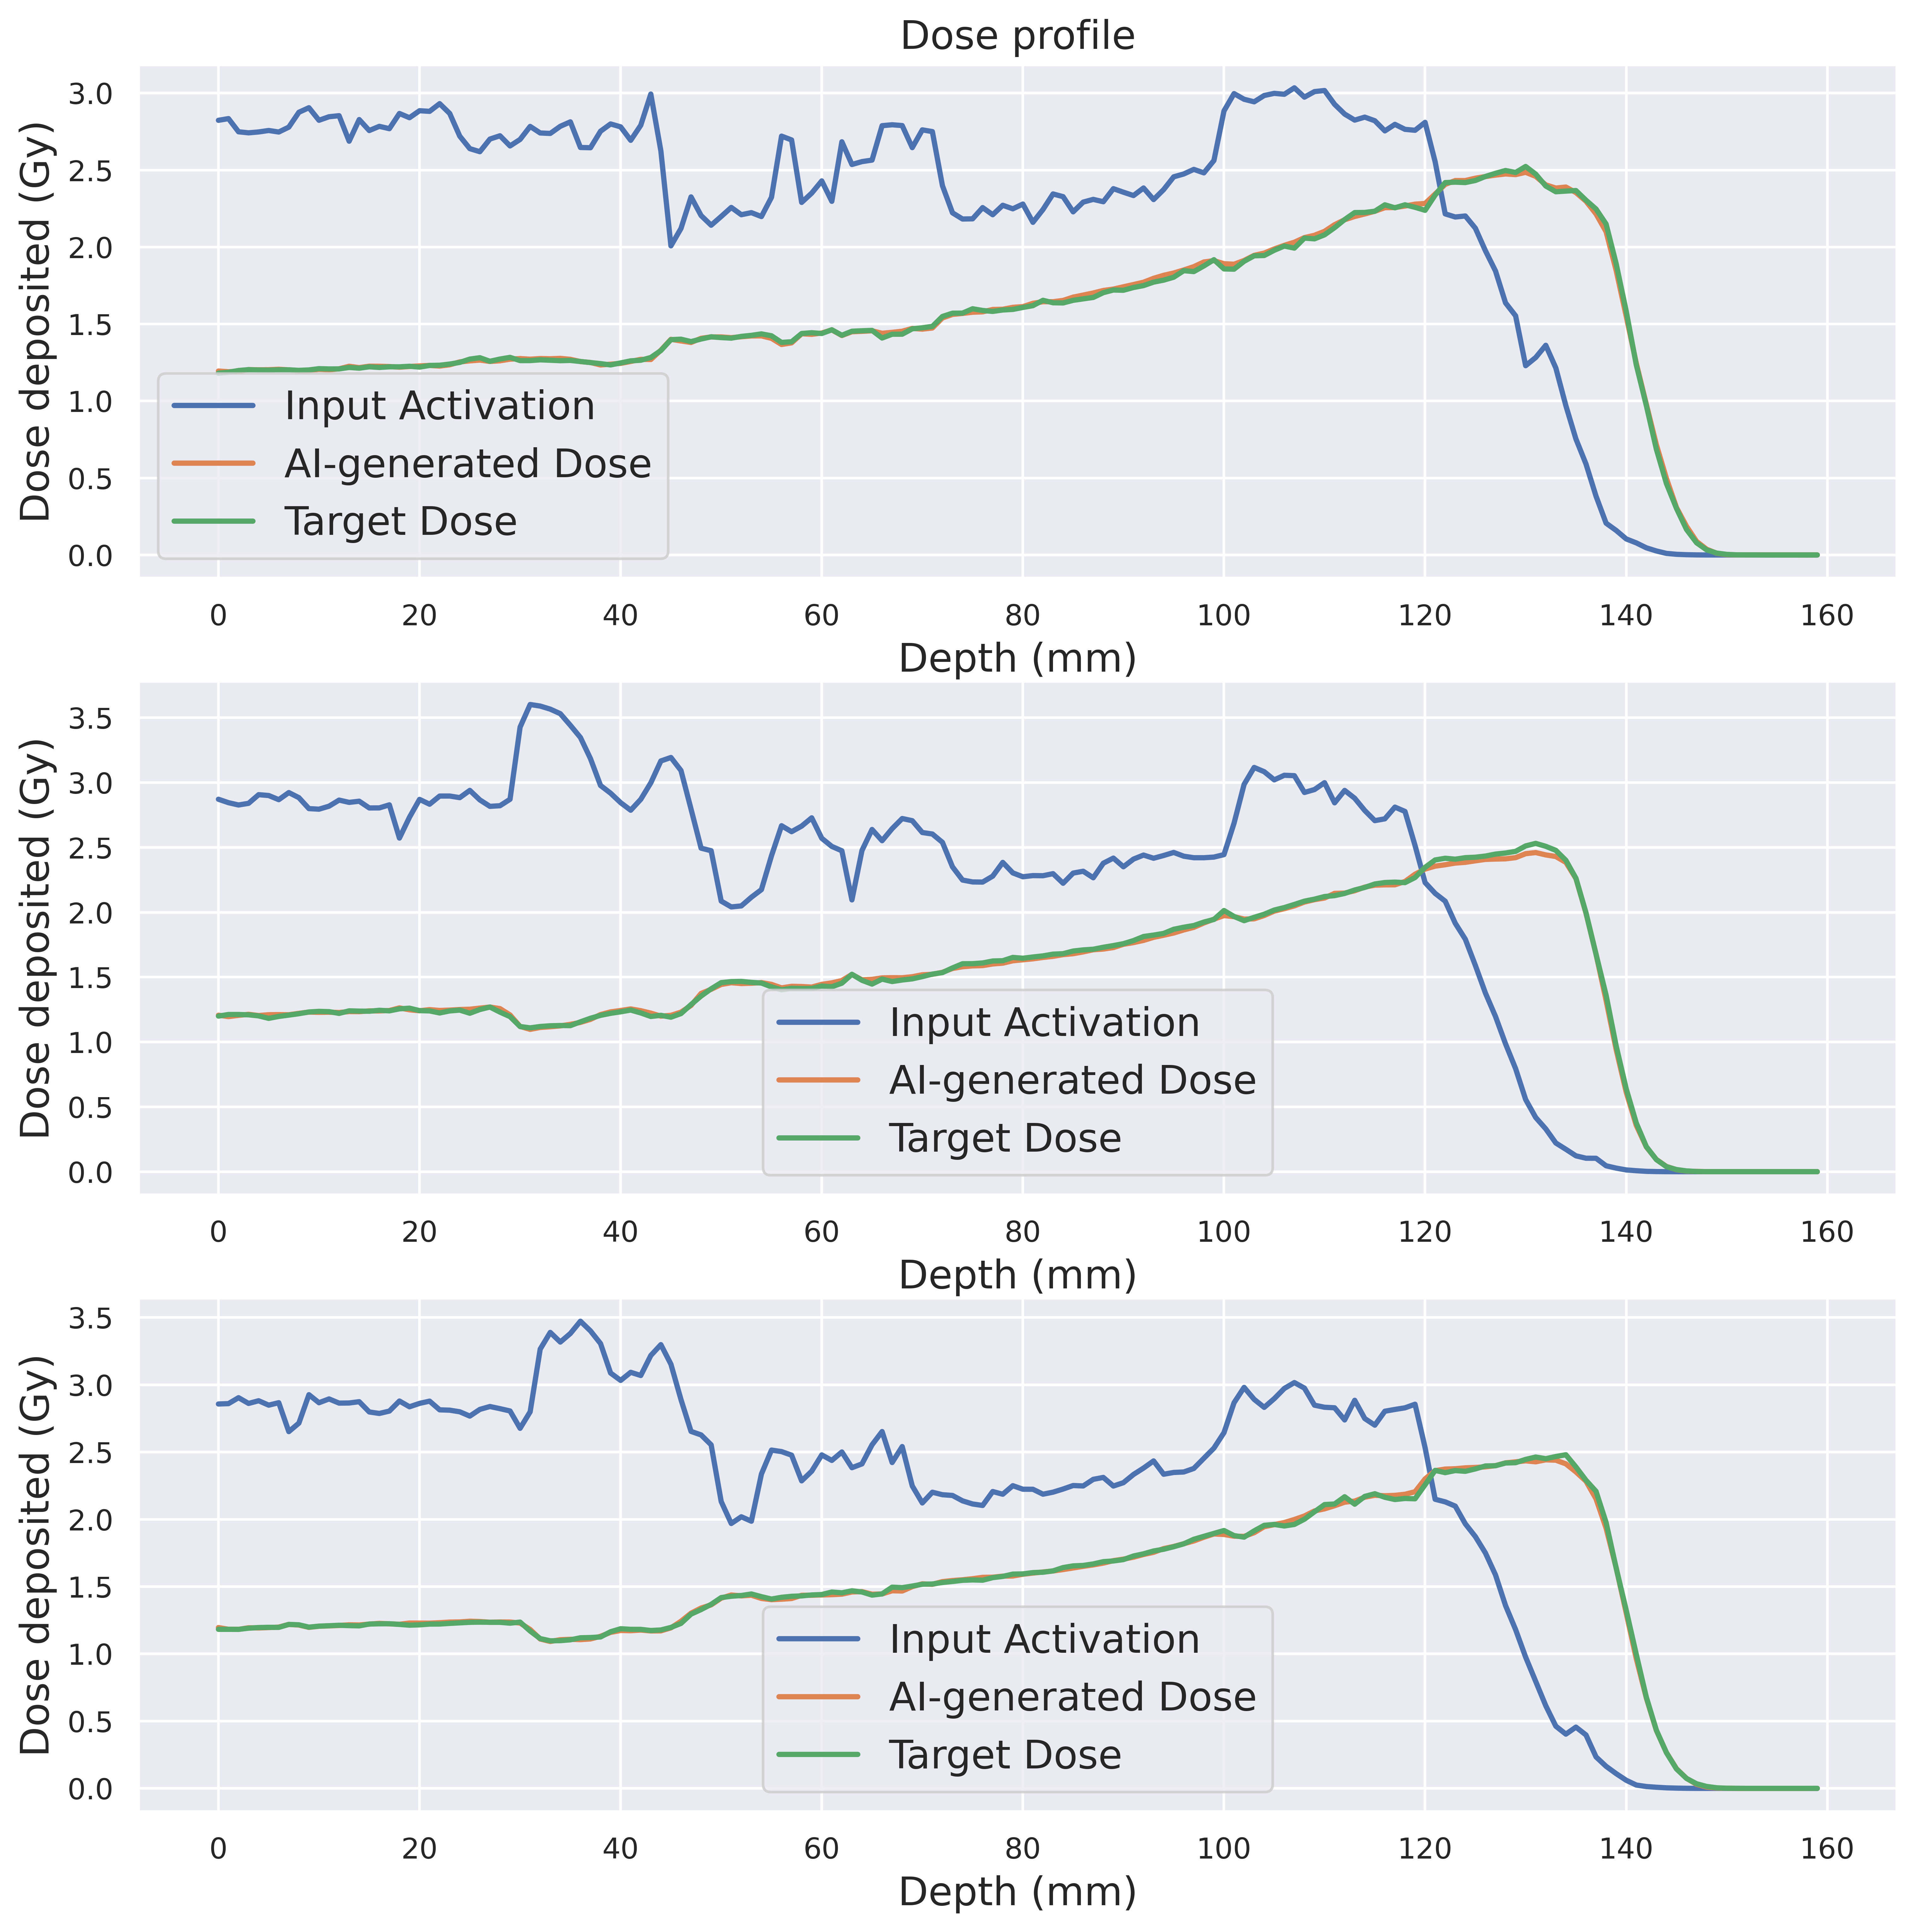 Dose profile
Dose deposited (Gy)
3.0
2.5
2.0
1.5
1.0
0.5
0.0
Input Activation
AI-generated Dose
Target Dose
0 20 40 60 80 100 120 140 160
Depth (mm)
Dose deposited (Gy)
3.5
3.0
2.5
2.0
1.5
1.0
0.5
0.0
Input Activation
AI-generated Dose
Target Dose
0 20 40 60 80 100 120 140 160
Depth (mm)
Dose deposited (Gy)
3.5
3.0
2.5
2.0
1.5
1.0
0.5
0.0
Input Activation
AI-generated Dose
Target Dose
0 20 40 60 80 100 120 140 160
Depth (mm)